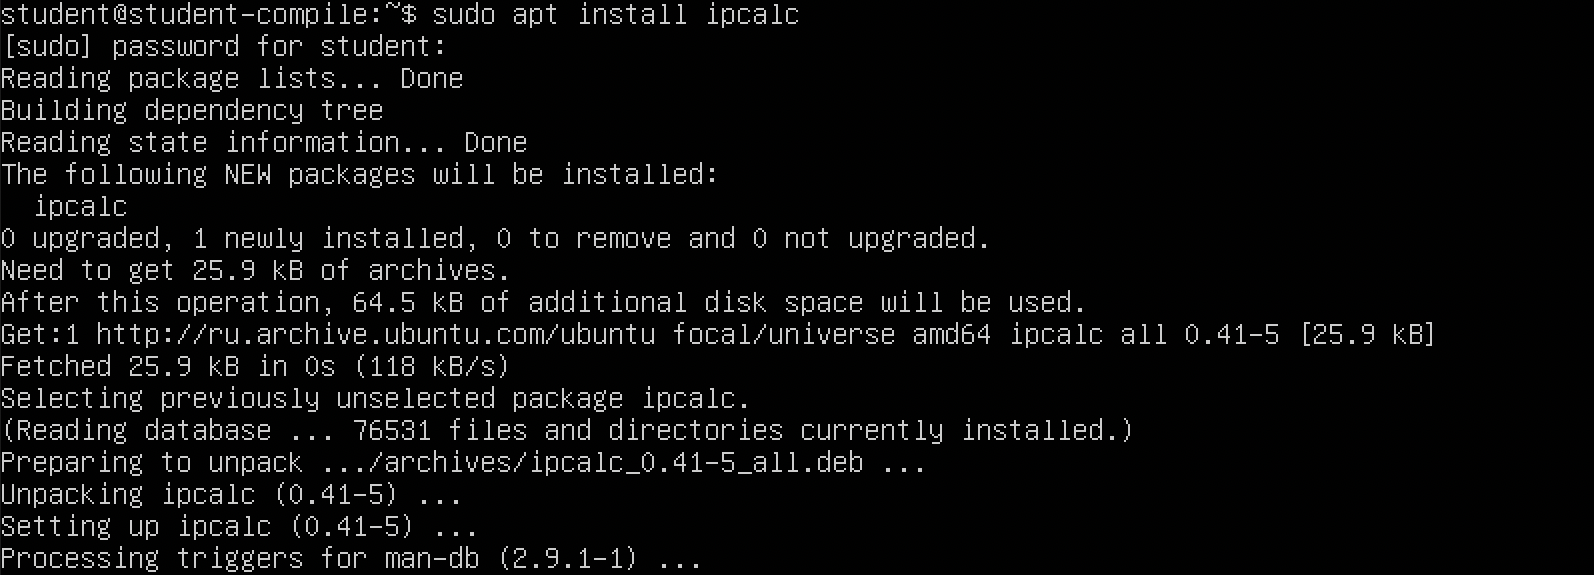 student@student-compile:~$ sudo apt install ipcalc
[sudo] password for student:
Reading package lists... Done
Building dependency tree
Reading state information... Done
The following NEW packages will be installed:
  ipcalc
0 upgraded, 1 newly installed, 0 to remove and 0 not upgraded.
Need to get 25.9 kB of archives.
After this operation, 64.5 kB of additional disk space will be used.
Get:1 http://ru.archive.ubuntu.com/ubuntu focal/universe amd64 ipcalc all 0.41-5 [25.9 kB]
Fetched 25.9 kB in 0s (118 kB/s)
Selecting previously unselected package ipcalc.
(Reading database ... 76531 files and directories currently installed.)
Preparing to unpack .../archives/ipcalc_0.41-5_all.deb ...
Unpacking ipcalc (0.41-5) ...
Setting up ipcalc (0.41-5) ...
Processing triggers for man-db (2.9.1-1) ...